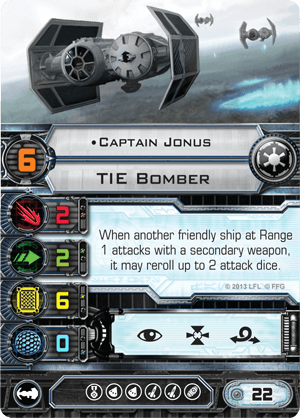 •Captain Jonus
6
TIE Bomber
2
When another friendly ship at Range
1 attacks with a secondary weapon,
it may reroll up to 2 attack dice.
2
© 2013 LFL © FFG
6
0
22